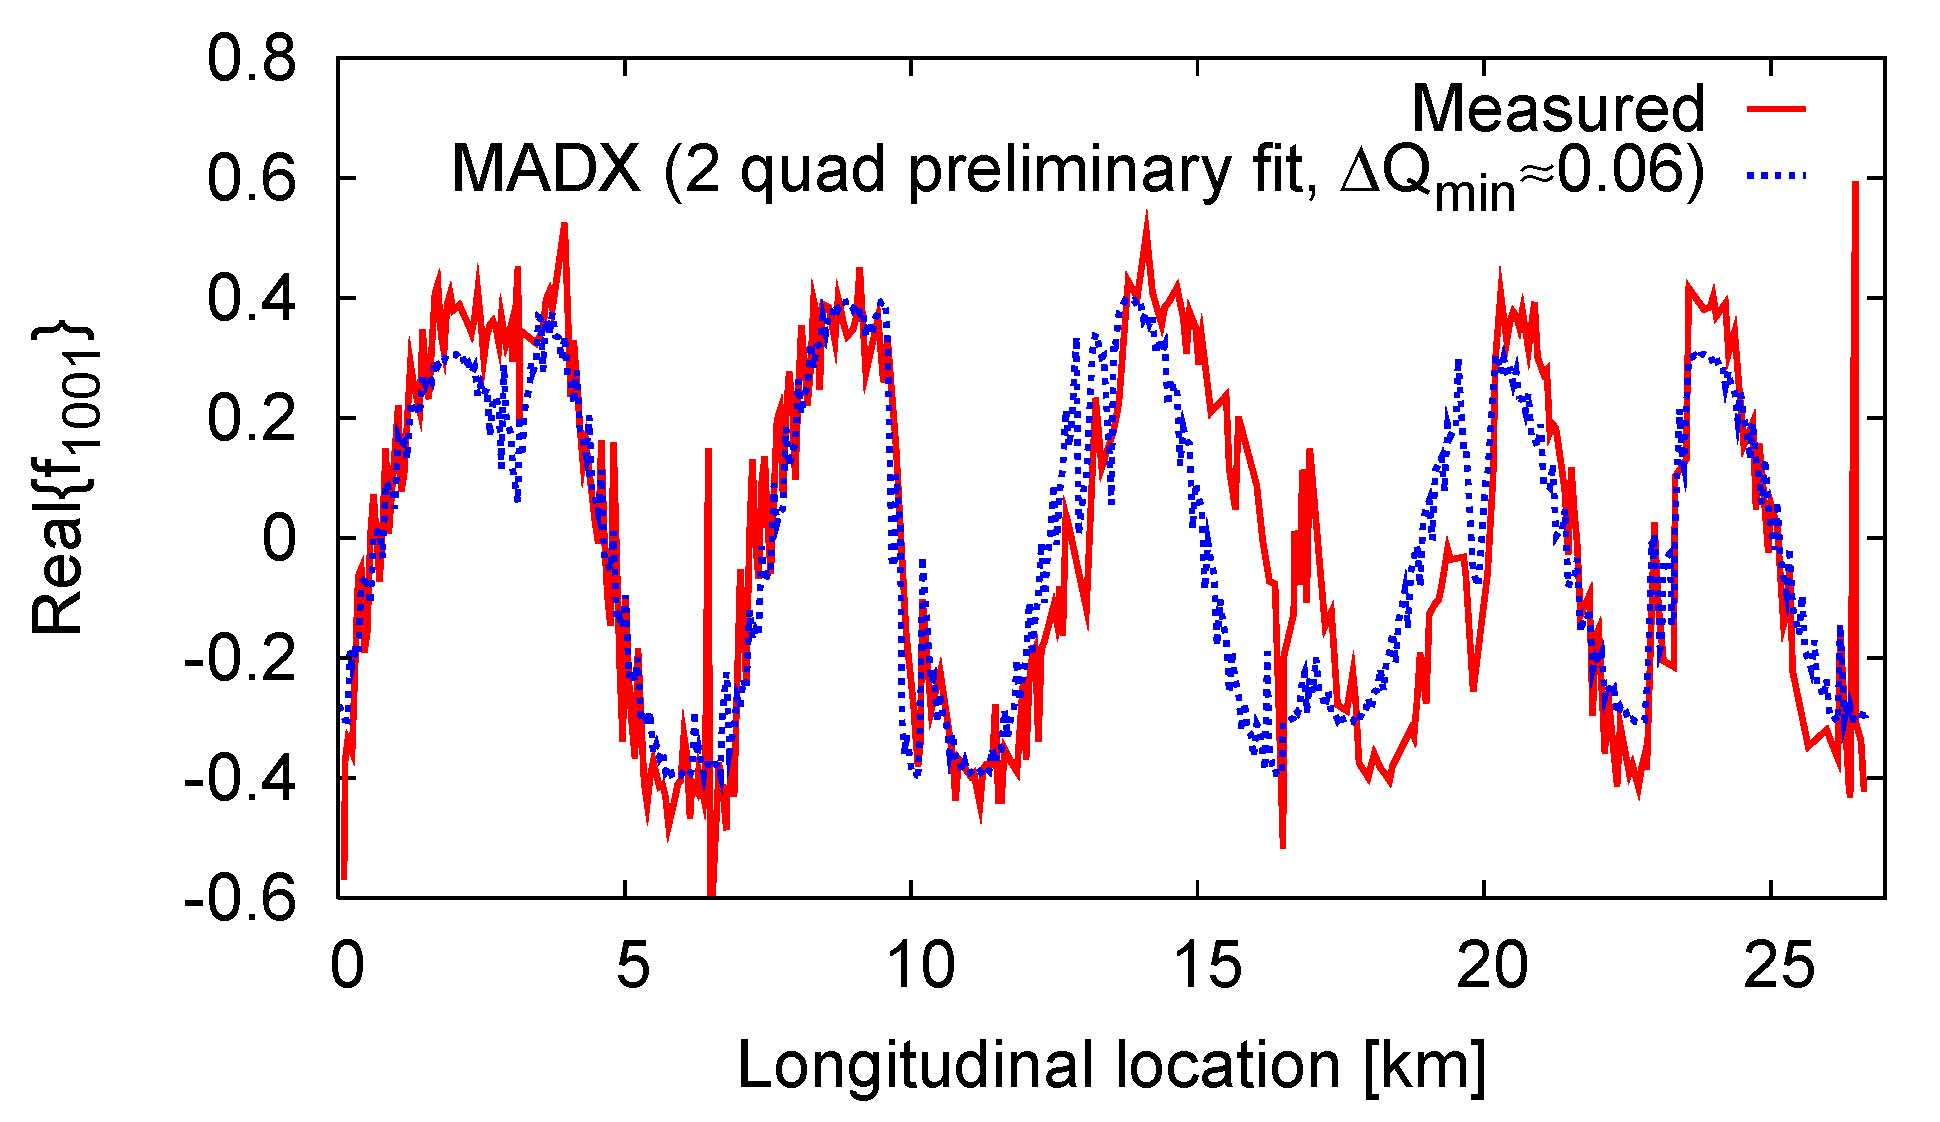 Measured
MADX (2 quad preliminary fit, ΔQmin≈0.06)
0.8
0.6
0.4
0.2
0
-0.2
-0.4
-0.6
Real{f1001}
0 5 10 15 20 25
Longitudinal location [km]